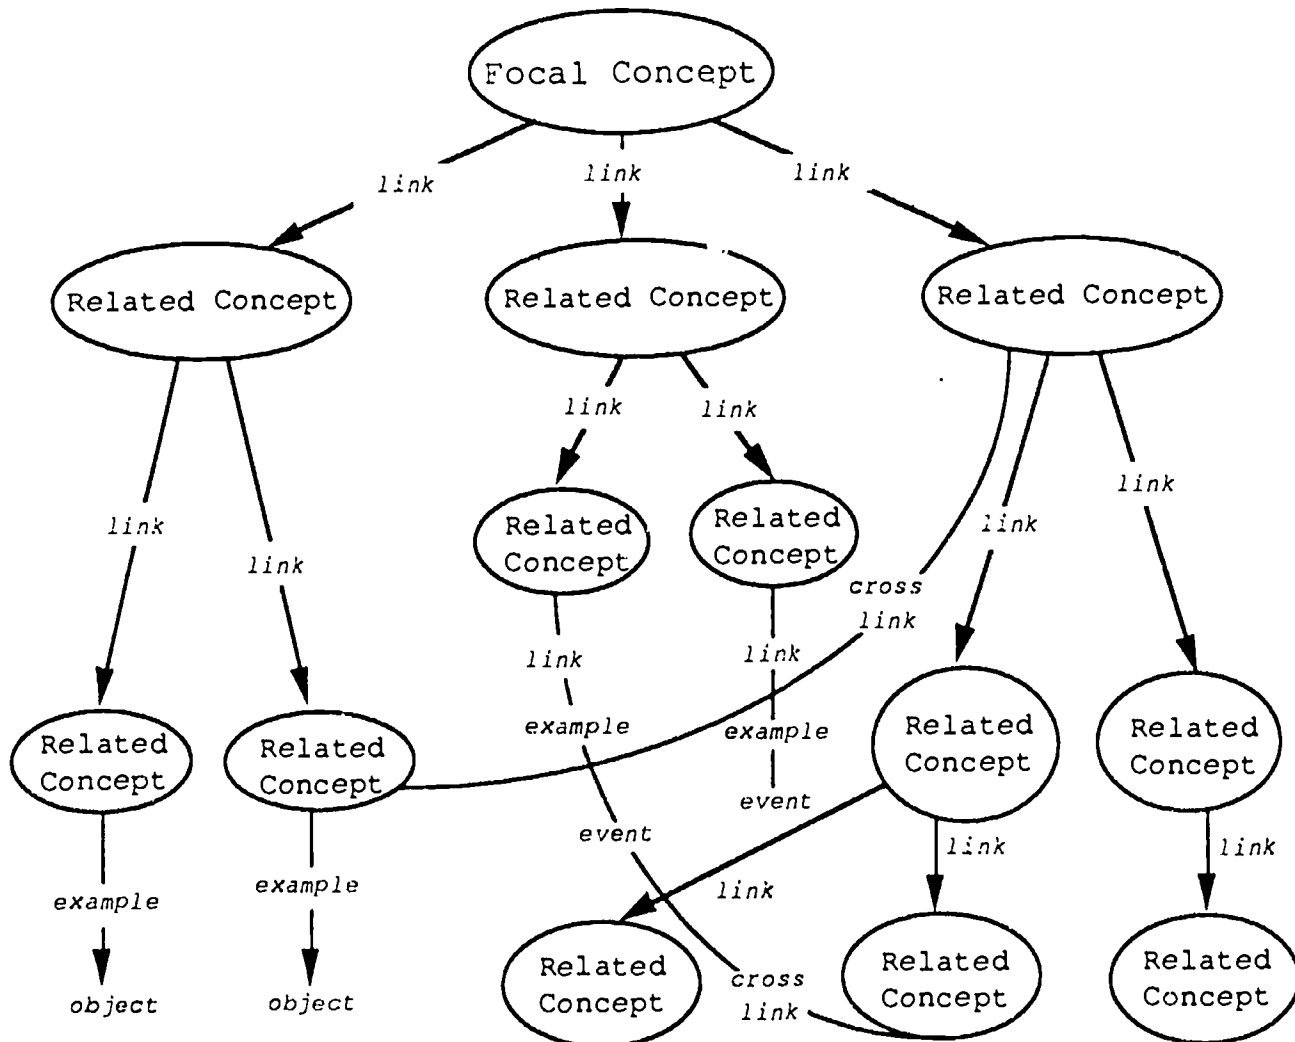 Focal Concept
link
link
link
Related Concept
Related Concept
Related Concept
link
link
link
link
link
link
Related
Concept
Related
Concept
cross
link
link
link
example
example
event
event
Related
Concept
Related
Concept
Related
Concept
Related
Concept
example
example
object
object
link
link
link
Related
Concept
Related
Concept
Related
Concept
cross
link